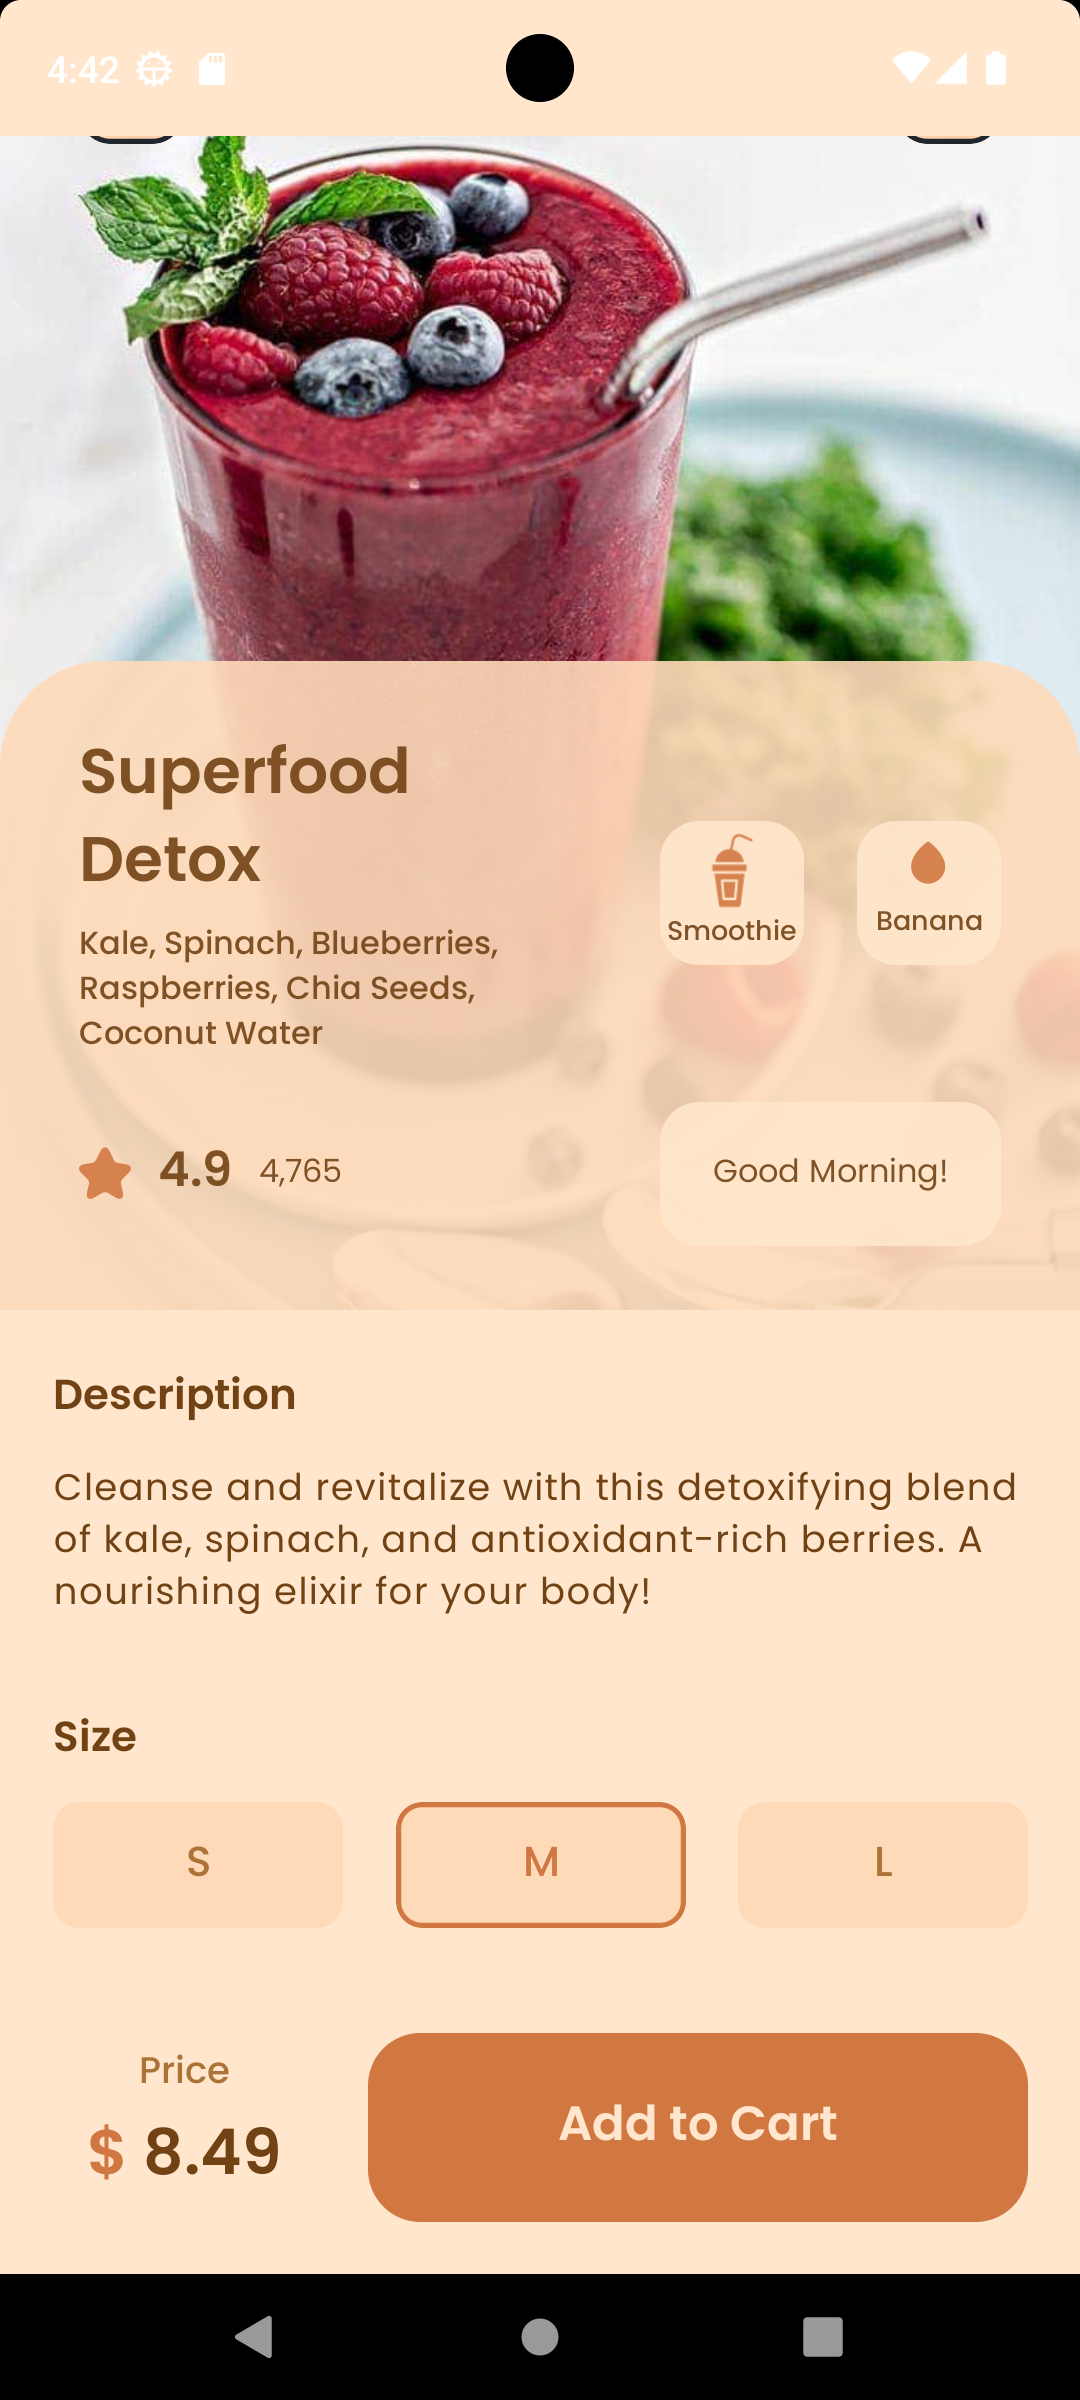 4:42
Superfood
Detox
Kale, Spinach, Blueberries,
Raspberries, Chia Seeds,
Coconut Water
Smoothie
Banana
4.9 4,765
Good Morning!
Description
Cleanse and revitalize with this detoxifying blend
of kale, spinach, and antioxidant-rich berries. A
nourishing elixir for your body!
Size
S M L
Price
$ 8.49
Add to Cart